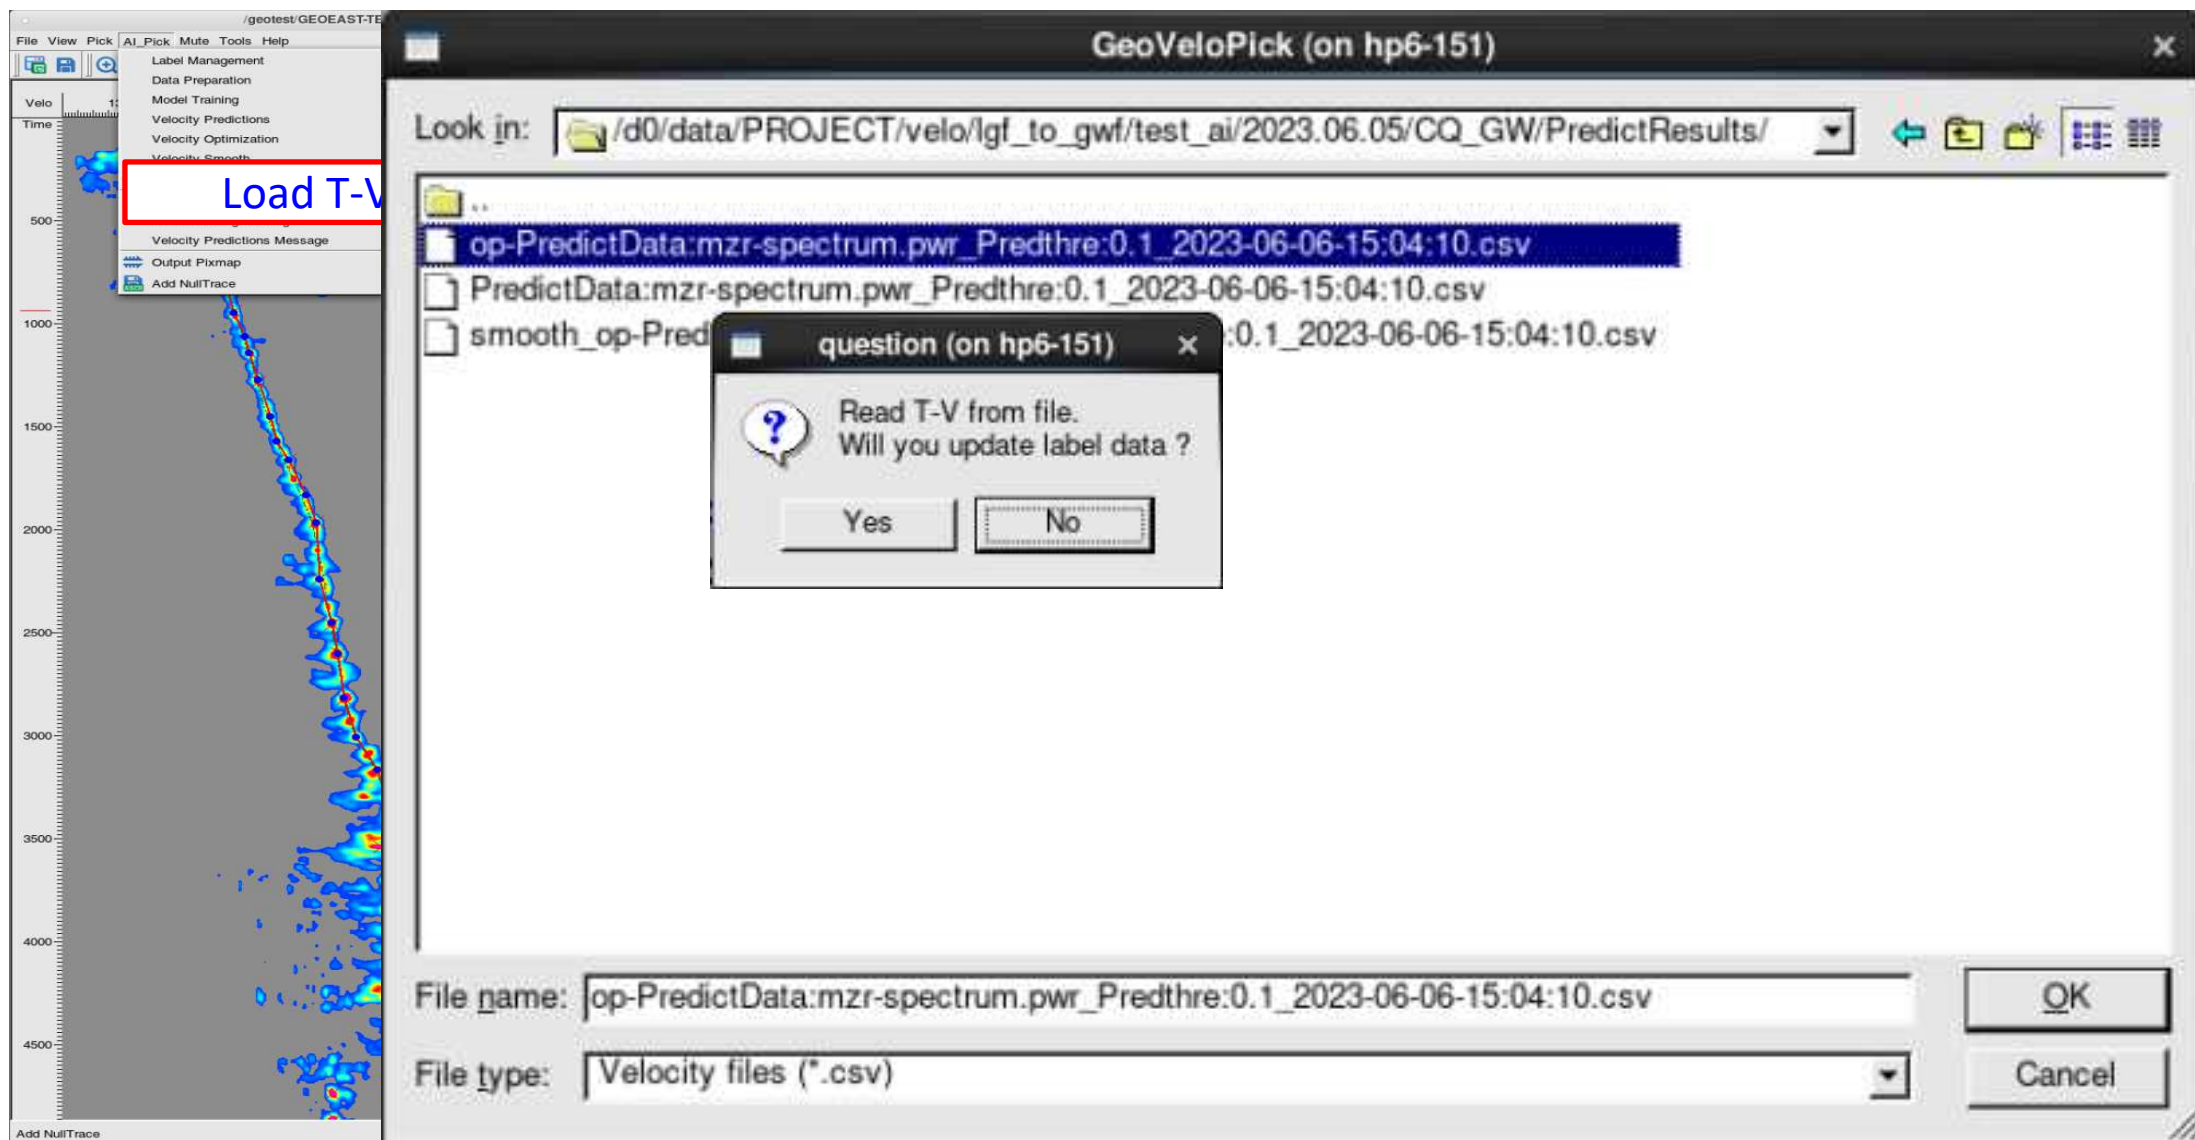 /geotest/GEOEAST-TE
File View Pick AI_Pick Mute Tools Help
Label Management
Data Preparation
Model Training
Velocity Predictions
Velocity Optimization
Velocity Smooth
Load T-V
Velocity Predictions Message
Output Pixmap
Add NullTrace
Velo
Time
500
1000
1500
2000
2500
3000
3500
4000
4500
Add NullTrace
GeoVeloPick (on hp6-151)
Look in: /d0/data/PROJECT/velo/lgf_to_gwf/test_ai/2023.06.05/CQ_GW/PredictResults/
..
op-PredictData:mzr-spectrum.pwr_Predthre:0.1_2023-06-06-15:04:10.csv
PredictData:mzr-spectrum.pwr_Predthre:0.1_2023-06-06-15:04:10.csv
smooth_op-Pred :0.1_2023-06-06-15:04:10.csv
question (on hp6-151)
Read T-V from file.
Will you update label data ?
Yes No
File name: op-PredictData:mzr-spectrum.pwr_Predthre:0.1_2023-06-06-15:04:10.csv
OK
File type: Velocity files (*.csv)
Cancel